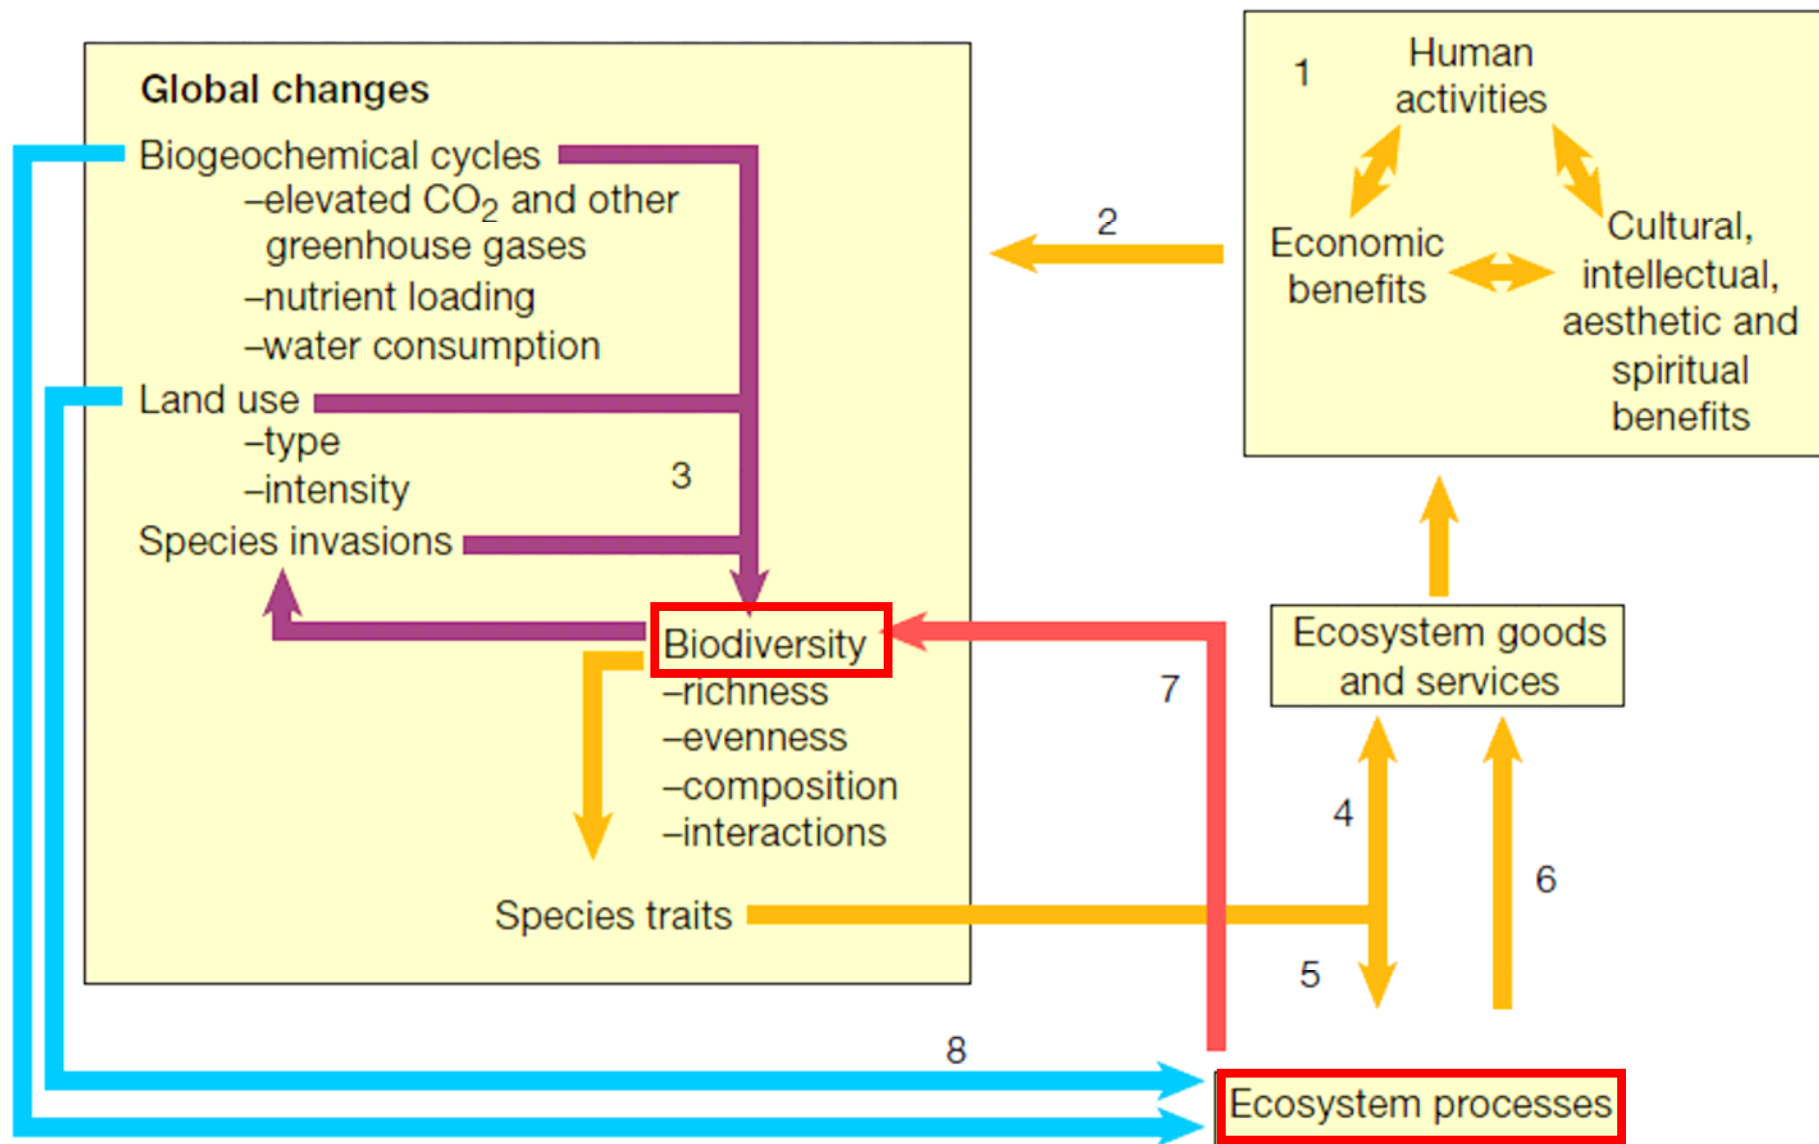 Global changes
Biogeochemical cycles
–elevated CO₂ and other
greenhouse gases
–nutrient loading
–water consumption
Land use
–type
–intensity
3
Species invasions
Biodiversity
–richness
–evenness
–composition
–interactions
Species traits
2
1
Human
activities
Economic
benefits
Cultural,
intellectual,
aesthetic and
spiritual
benefits
Ecosystem goods
and services
7
4
6
5
8
Ecosystem processes